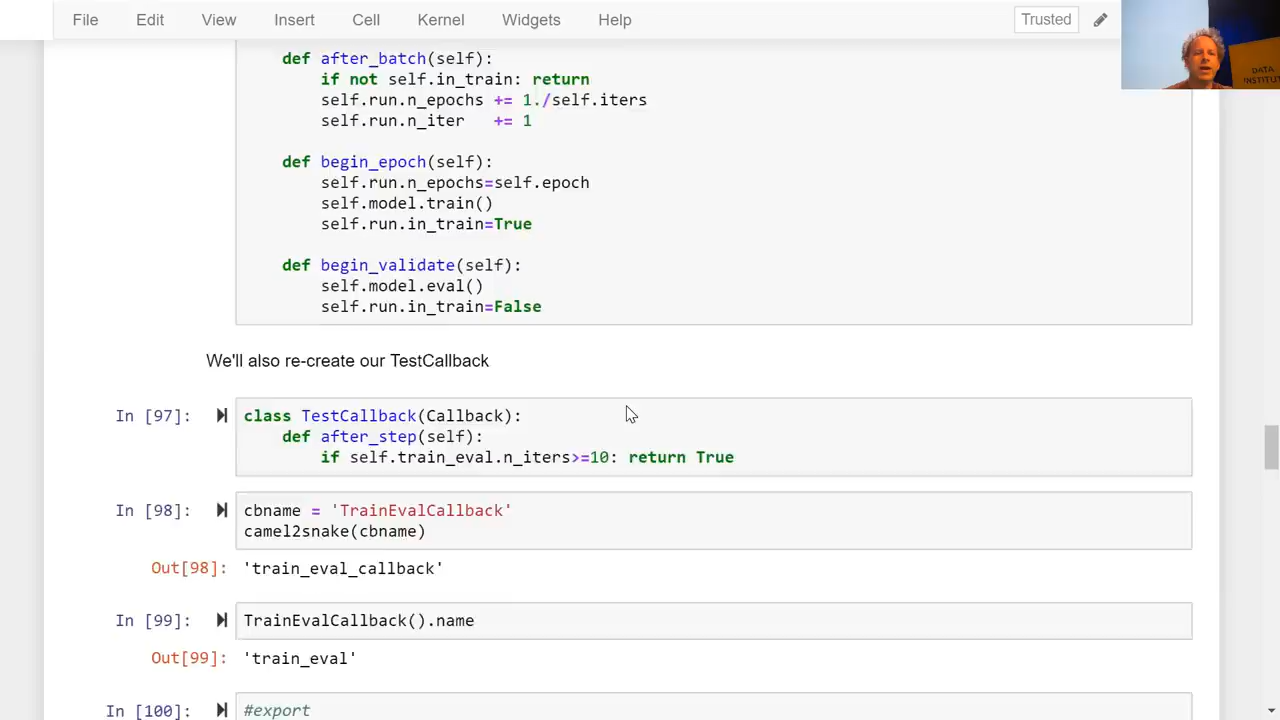 File Edit View Insert Cell Kernel Widgets Help Trusted
DATA-
INSTITUT
def after_batch(self):
if not self.in_train: return
self.run.n_epochs += 1./self.iters
self.run.n_iter   += 1
def begin_epoch(self):
self.run.n_epochs=self.epoch
self.model.train()
self.run.in_train=True
def begin_validate(self):
self.model.eval()
self.run.in_train=False
We'll also re-create our TestCallback
In [97]: class TestCallback(Callback):
def after_step(self):
if self.train_eval.n_iters>=10: return True
In [98]: cbname = 'TrainEvalCallback'
camel2snake(cbname)
Out[98]: 'train_eval_callback'
In [99]: TrainEvalCallback().name
Out[99]: 'train_eval'
In [100]: #export